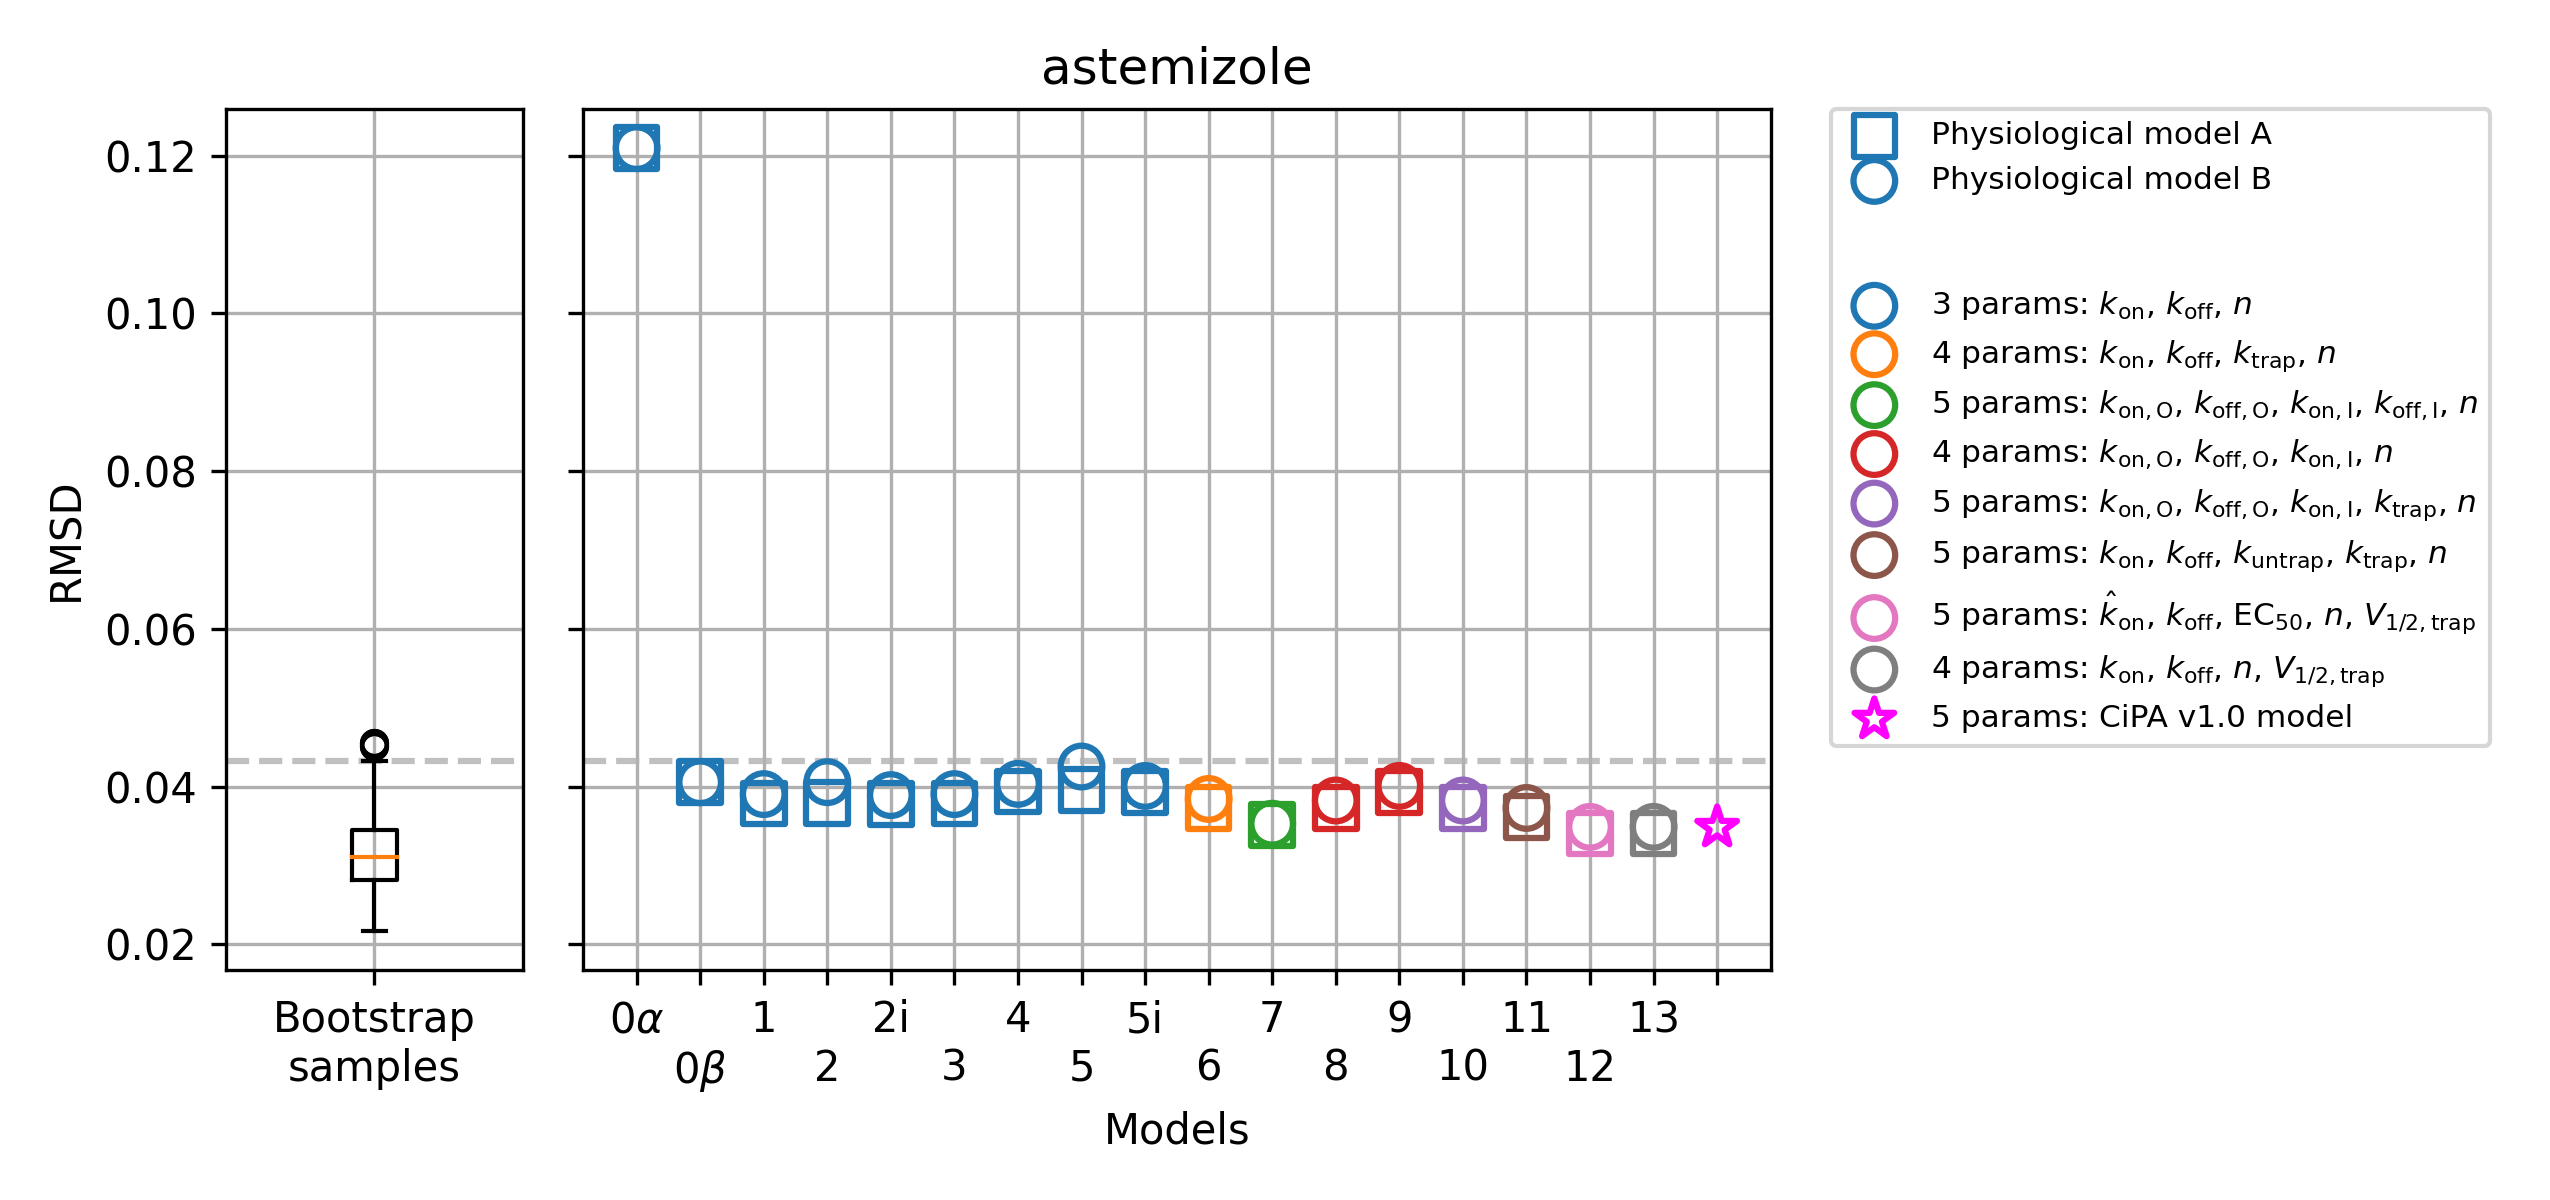 astemizole
RMSD
0.12
0.10
0.08
0.06
0.04
0.02
Bootstrap
samples
0α 1 2i 4 5i 7 9 11 13
0β 2 3 5 6 8 10 12
Models
Physiological model A
Physiological model B
3 params: k_on, k_off, n
4 params: k_on, k_off, k_trap, n
5 params: k_on,O, k_off,O, k_on,I, k_off,I, n
4 params: k_on,O, k_off,O, k_on,I, n
5 params: k_on,O, k_off,O, k_on,I, k_trap, n
5 params: k_on, k_off, k_untrap, k_trap, n
5 params: k̂_on, k_off, EC_50, n, V_1/2,trap
4 params: k_on, k_off, n, V_1/2,trap
5 params: CiPA v1.0 model